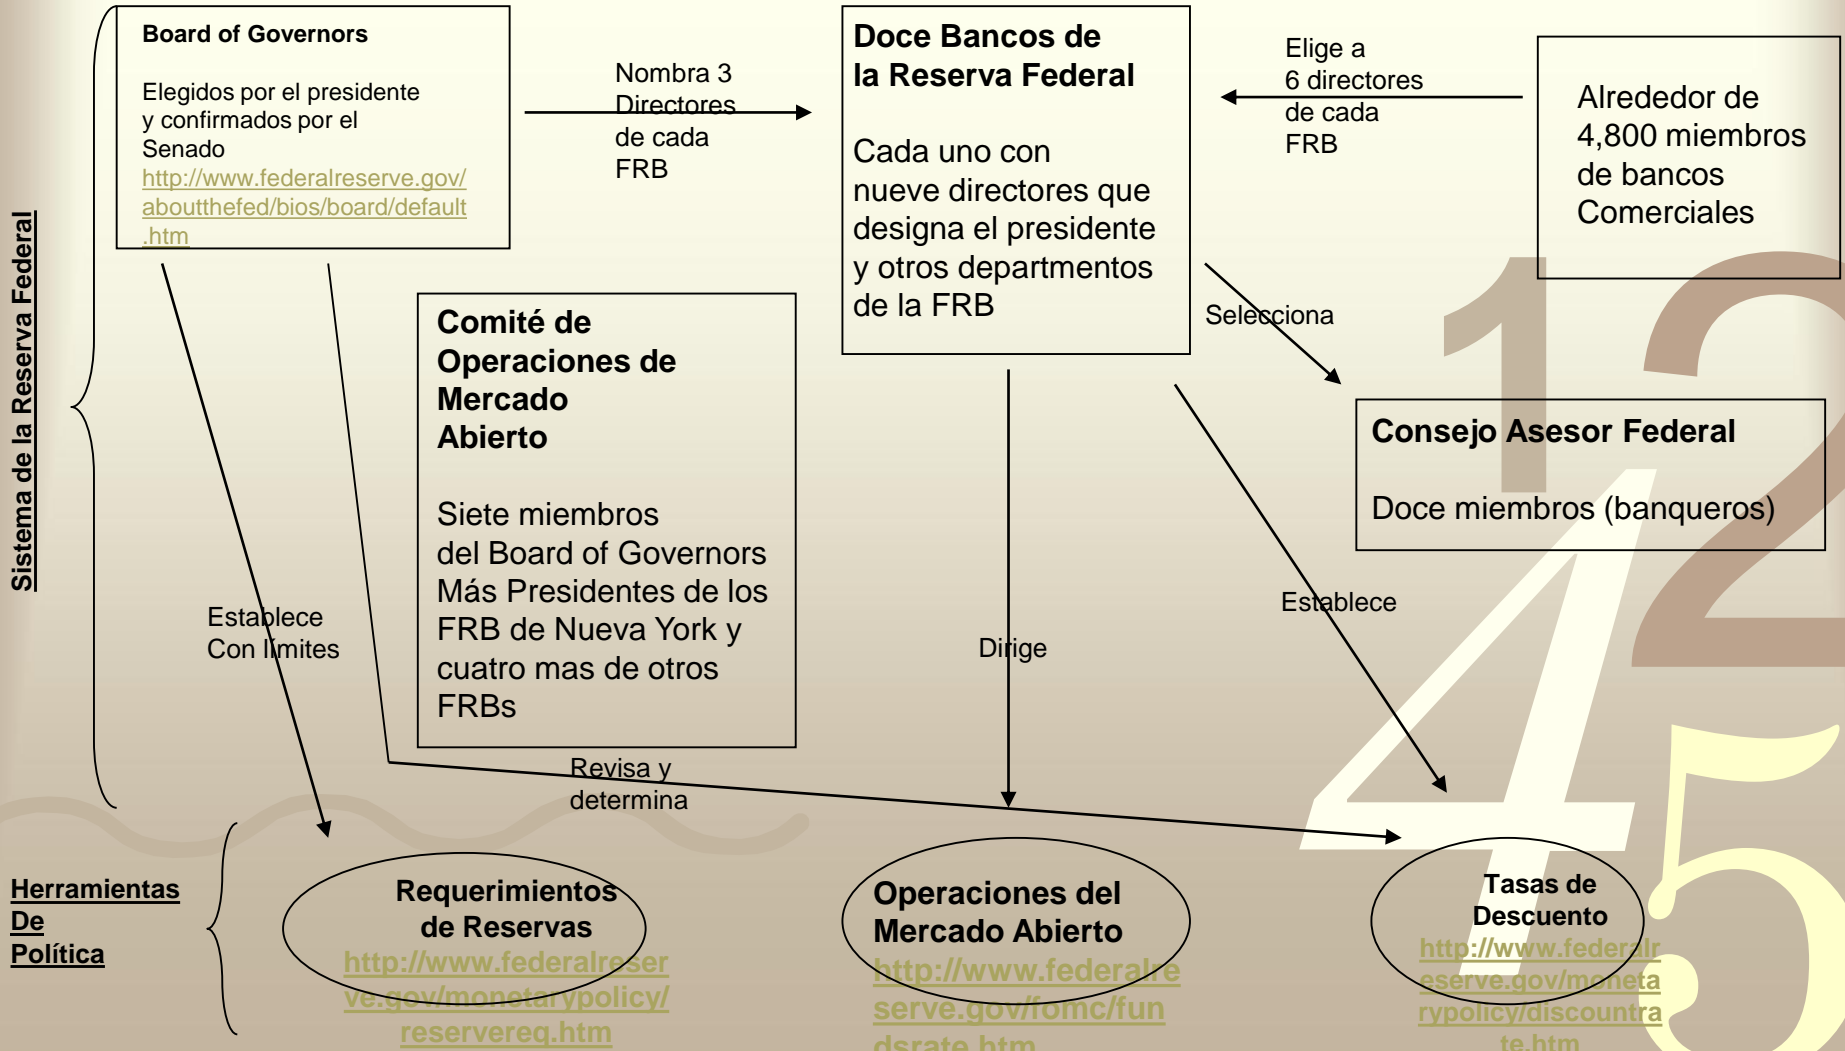 Sistema de la Reserva Federal
Board of Governors
Elegidos por el presidente
y confirmados por el
Senado
http://www.federalreserve.gov/
aboutthefed/bios/board/default
.htm
Nombra 3
Directores
de cada
FRB
Doce Bancos de
la Reserva Federal
Cada uno con
nueve directores que
designa el presidente
y otros departmentos
de la FRB
Elige a
6 directores
de cada
FRB
Alrededor de
4,800 miembros
de bancos
Comerciales
Comité de
Operaciones de
Mercado
Abierto
Siete miembros
del Board of Governors
Más Presidentes de los
FRB de Nueva York y
cuatro mas de otros
FRBs
Selecciona
Consejo Asesor Federal
Doce miembros (banqueros)
Establece
Con límites
Dirige
Establece
Revisa y
determina
Herramientas
De
Política
Requerimientos
de Reservas
http://www.federalreser
ve.gov/monetarypolicy/
reservereq.htm
Operaciones del
Mercado Abierto
http://www.federalre
serve.gov/fomc/fun
dsrate.htm
Tasas de
Descuento
http://www.federalr
eserve.gov/moneta
rypolicy/discountra
te.htm
1
2
4
5